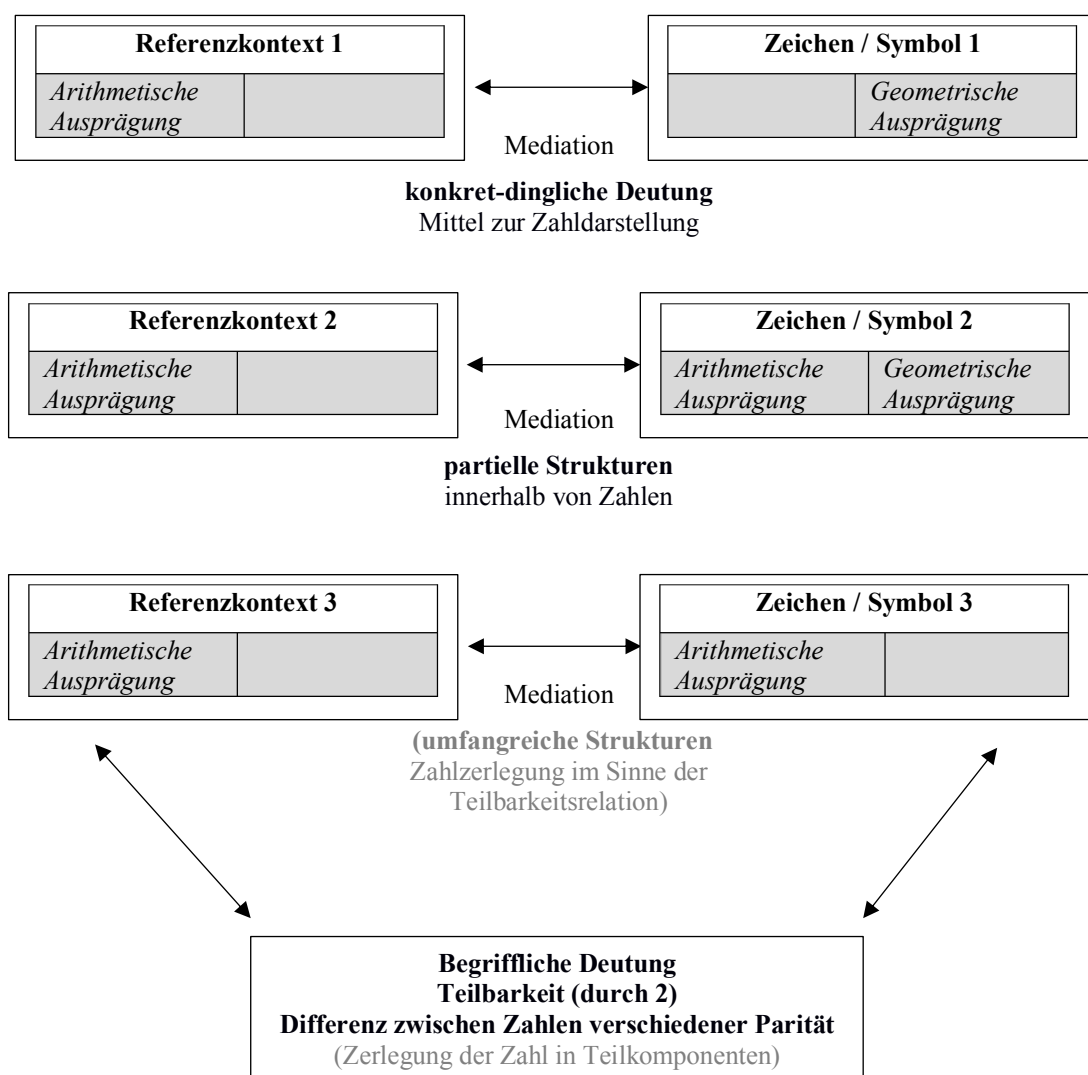 Referenzkontext 1
Arithmetische
Ausprägung
Zeichen / Symbol 1
Geometrische
Ausprägung
Mediation
konkret-dingliche Deutung
Mittel zur Zahldarstellung
Referenzkontext 2
Arithmetische
Ausprägung
Zeichen / Symbol 2
Arithmetische
Ausprägung
Geometrische
Ausprägung
Mediation
partielle Strukturen
innerhalb von Zahlen
Referenzkontext 3
Arithmetische
Ausprägung
Zeichen / Symbol 3
Arithmetische
Ausprägung
Mediation
(umfangreiche Strukturen
Zahlzerlegung im Sinne der
Teilbarkeitsrelation)
Begriffliche Deutung
Teilbarkeit (durch 2)
Differenz zwischen Zahlen verschiedener Parität
(Zerlegung der Zahl in Teilkomponenten)